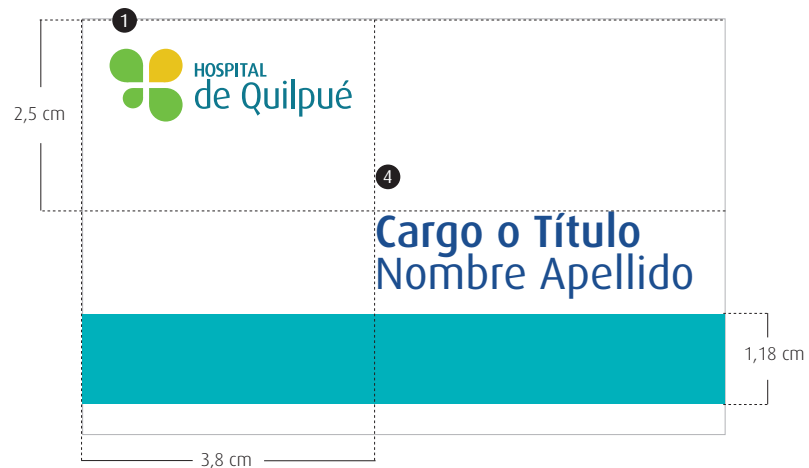 1
HOSPITAL
de Quilpué
2,5 cm
4
Cargo o Título
Nombre Apellido
1,18 cm
3,8 cm